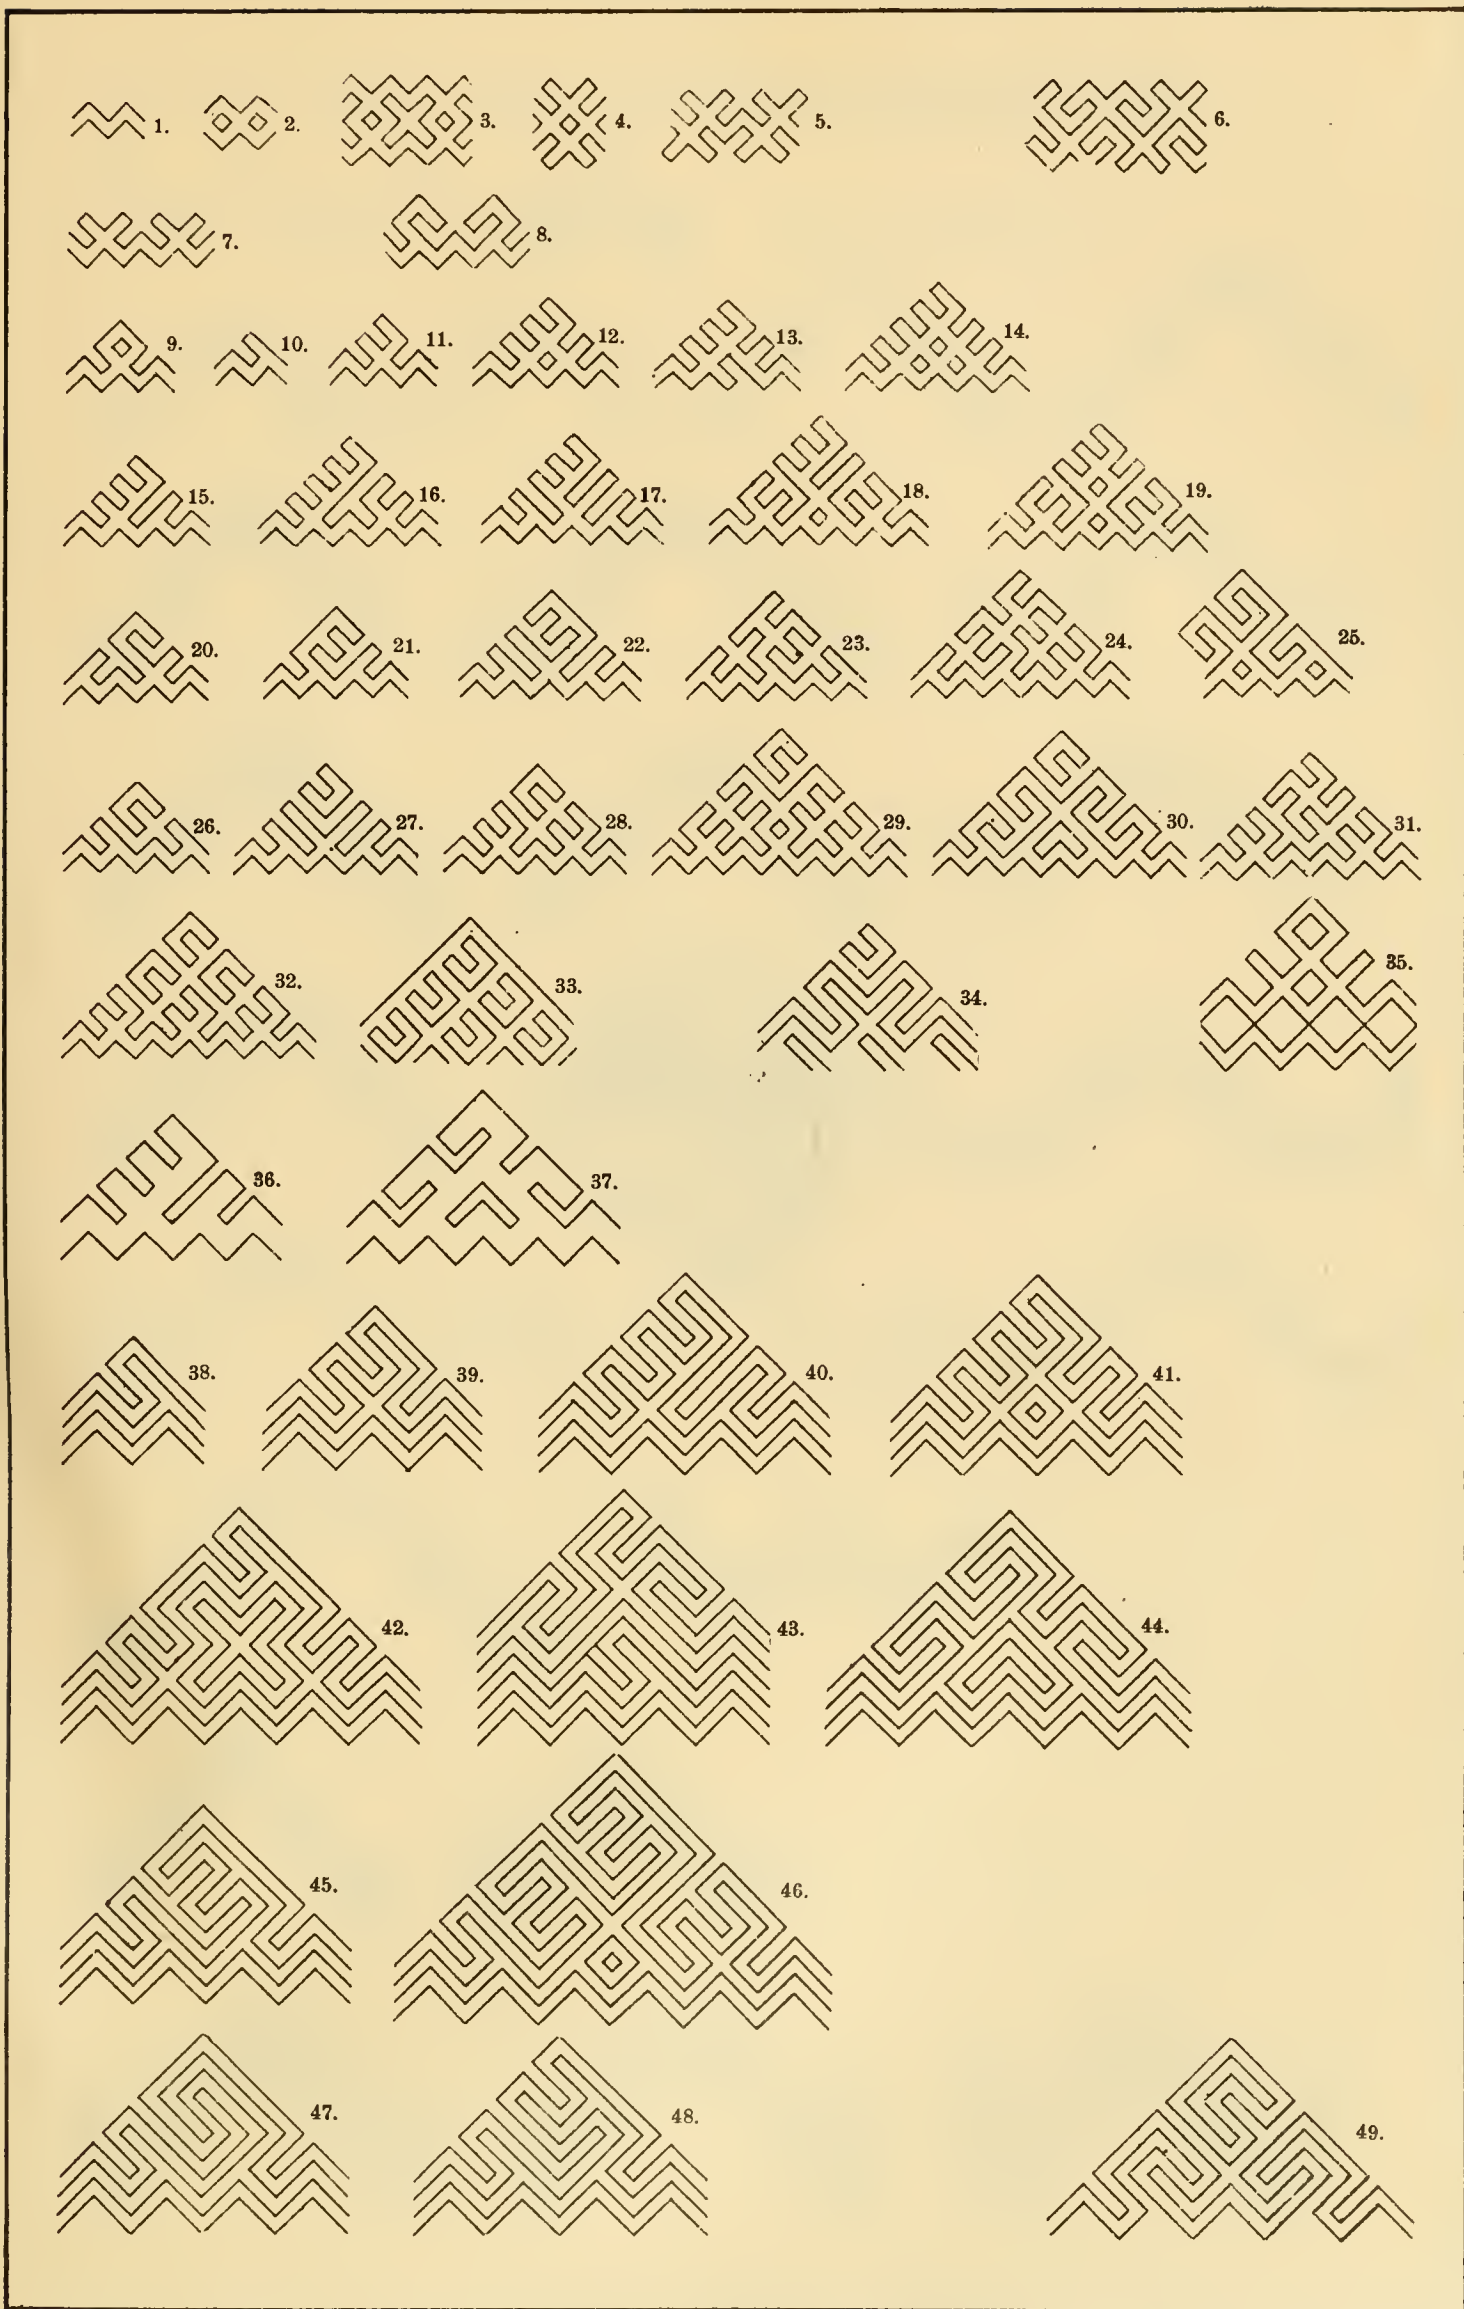 1. 2. 3. 4. 5. 6.
7. 8.
9. 10. 11. 12. 13. 14.
15. 16. 17. 18. 19.
20. 21. 22. 23. 24. 25.
26. 27. 28. 29. 30. 31.
32. 33. 34. 35.
36. 37.
38. 39. 40. 41.
42. 43. 44.
45. 46.
47. 48. 49.